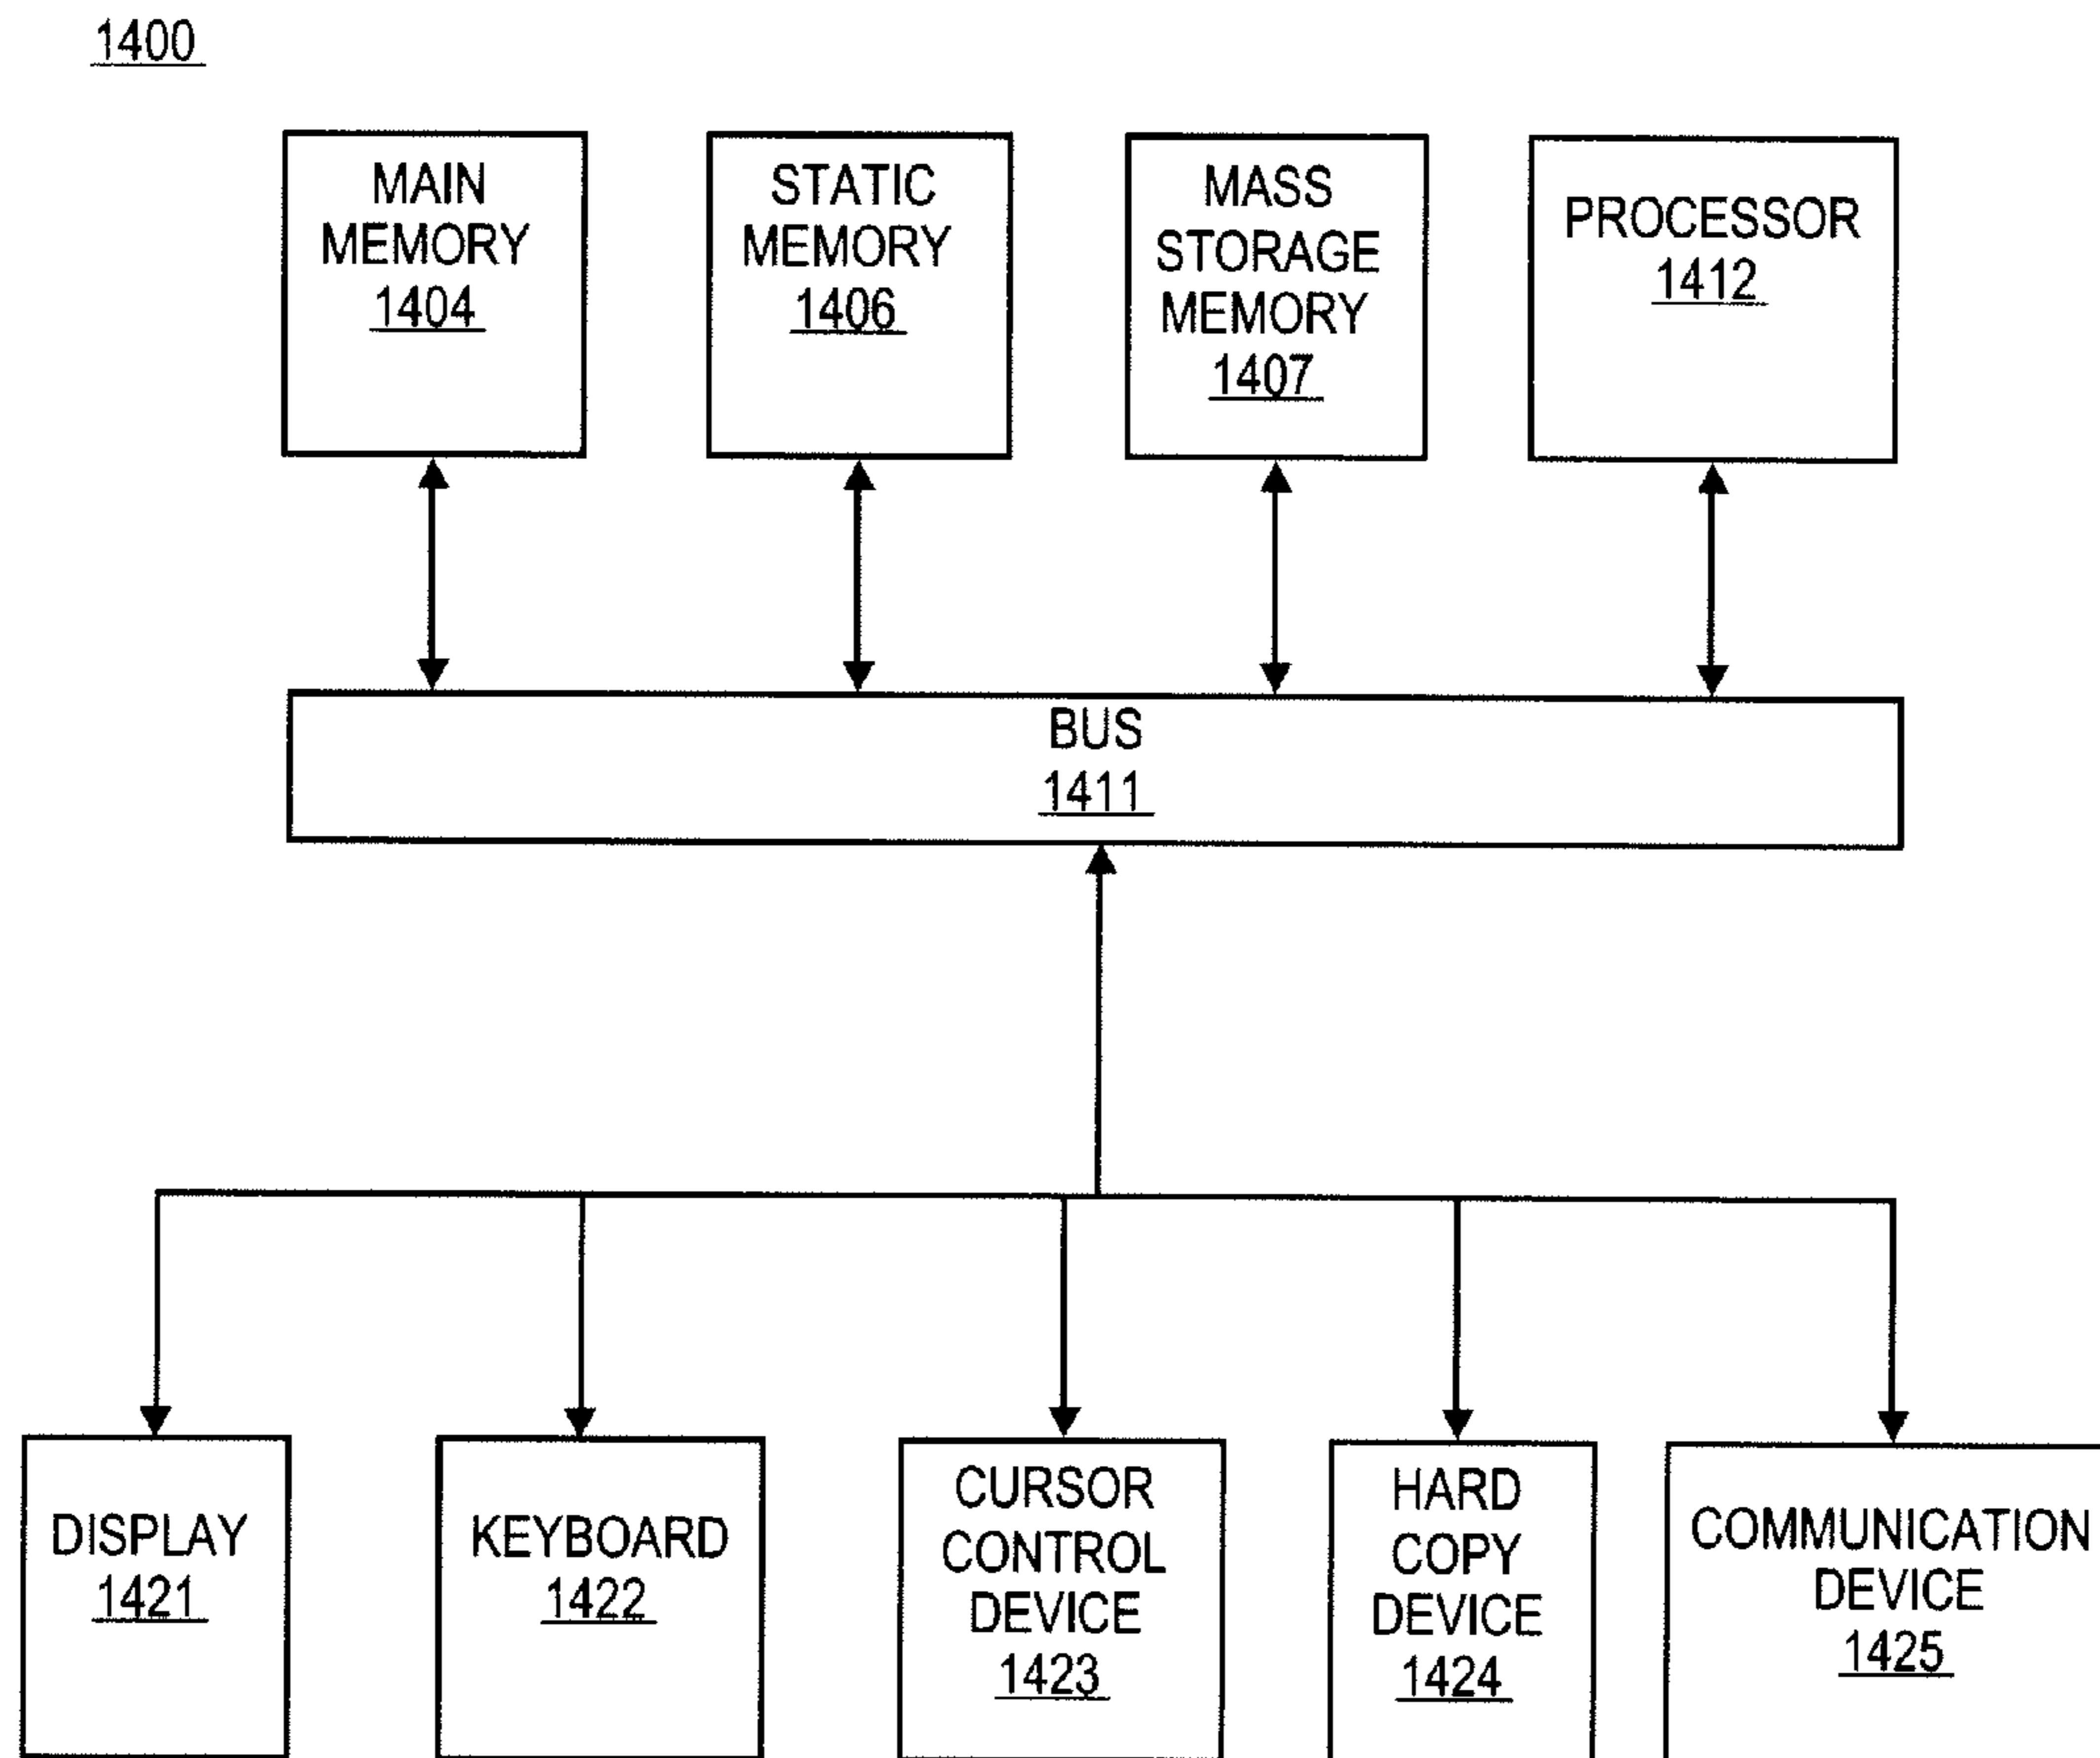 1400
MAIN
MEMORY
1404
STATIC
MEMORY
1406
MASS
STORAGE
MEMORY
1407
PROCESSOR
1412
BUS
1411
DISPLAY
1421
KEYBOARD
1422
CURSOR
CONTROL
DEVICE
1423
HARD
COPY
DEVICE
1424
COMMUNICATION
DEVICE
1425